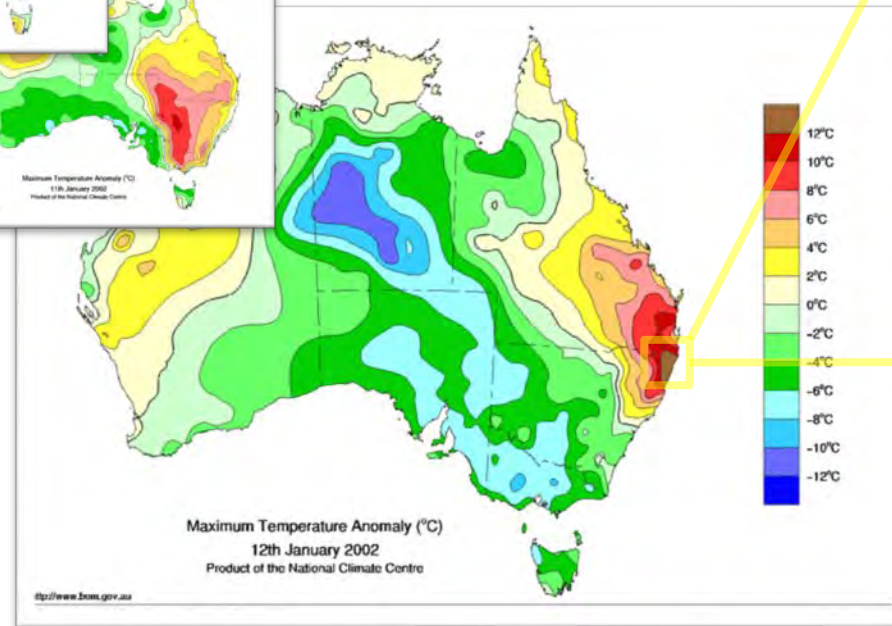 Maximum Temperature Anomaly (°C)
11th January 2002
Product of the National Climate Centre
12°C
10°C
8°C
6°C
4°C
2°C
0°C
-2°C
-4°C
-6°C
-8°C
-10°C
-12°C
Maximum Temperature Anomaly (°C)
12th January 2002
Product of the National Climate Centre
ttp://www.bom.gov.au